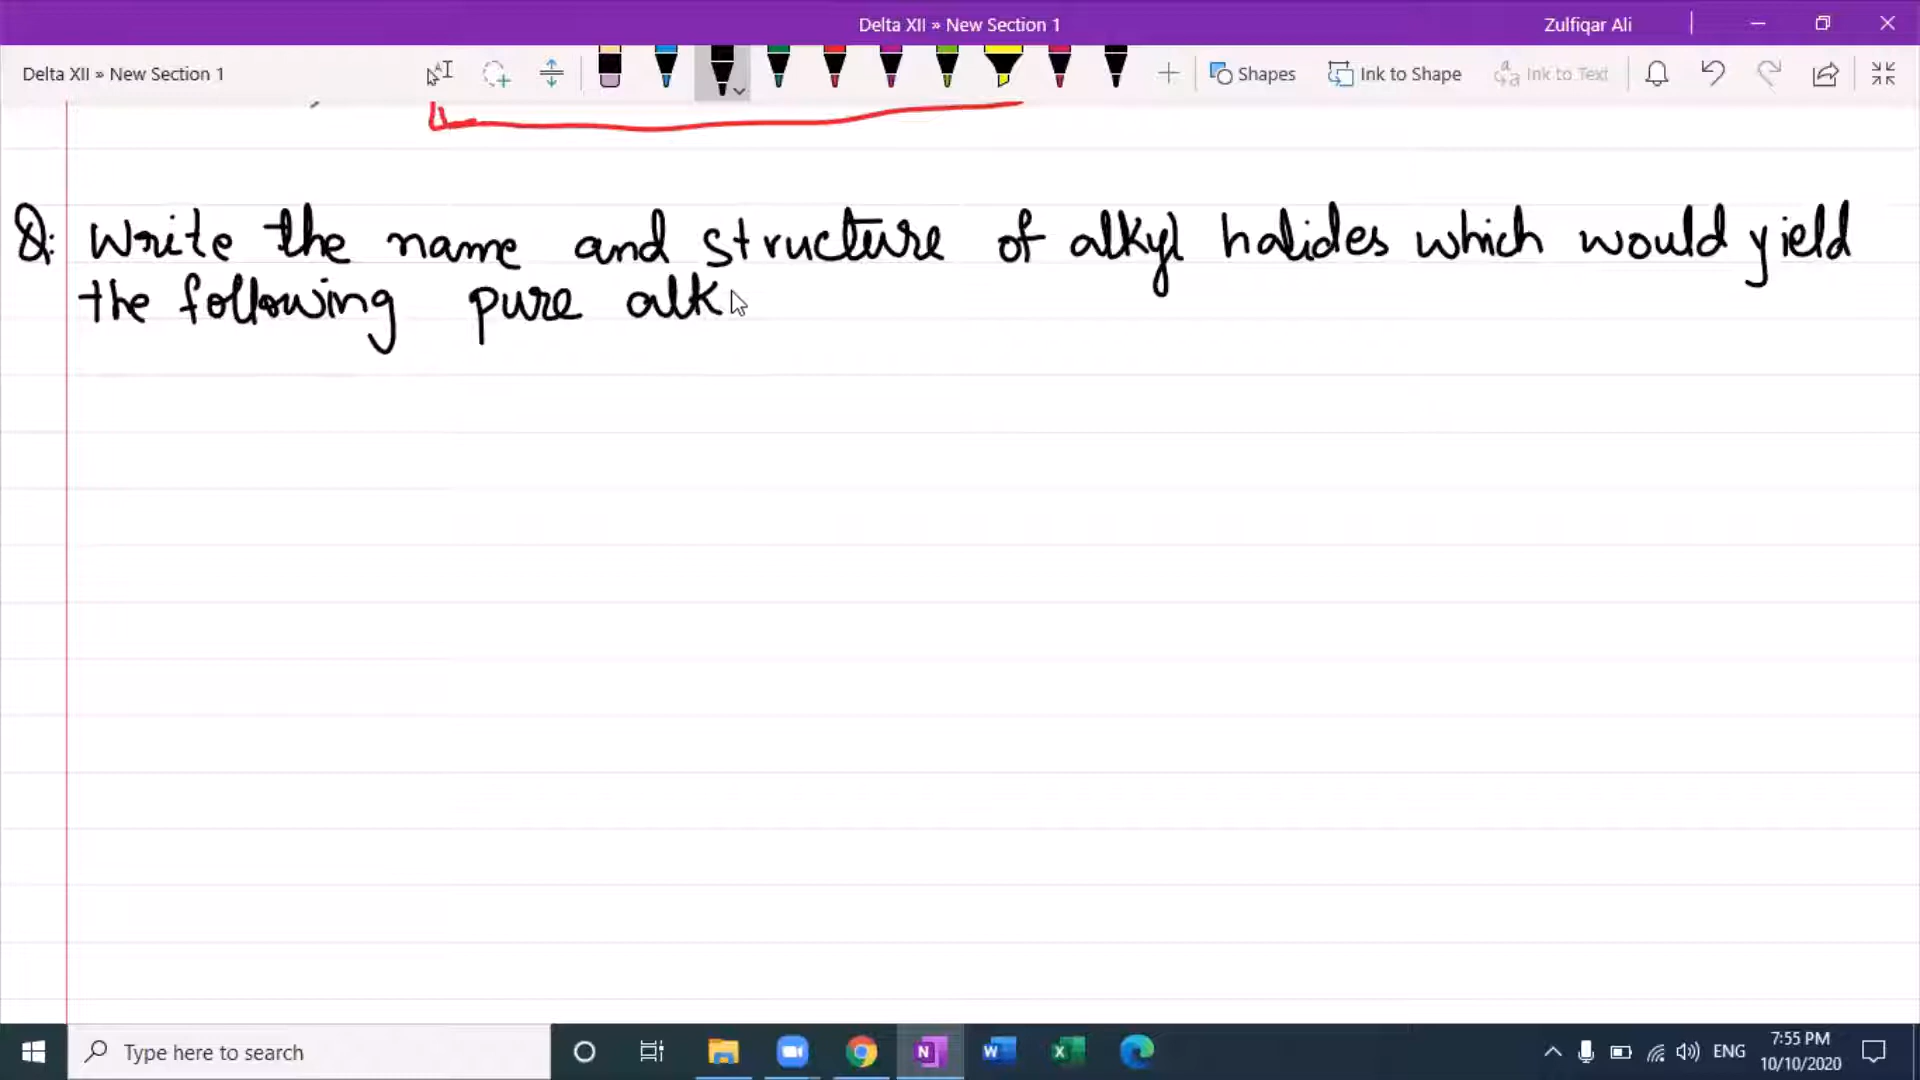 Delta XII » New Section 1
Zulfiqar Ali
Delta XII » New Section 1
Shapes
Ink to Shape
Ink to Text
Q: Write the name and structure of alkyl halides which would yield
the following pure alk
Type here to search
ENG
7:55 PM
10/10/2020